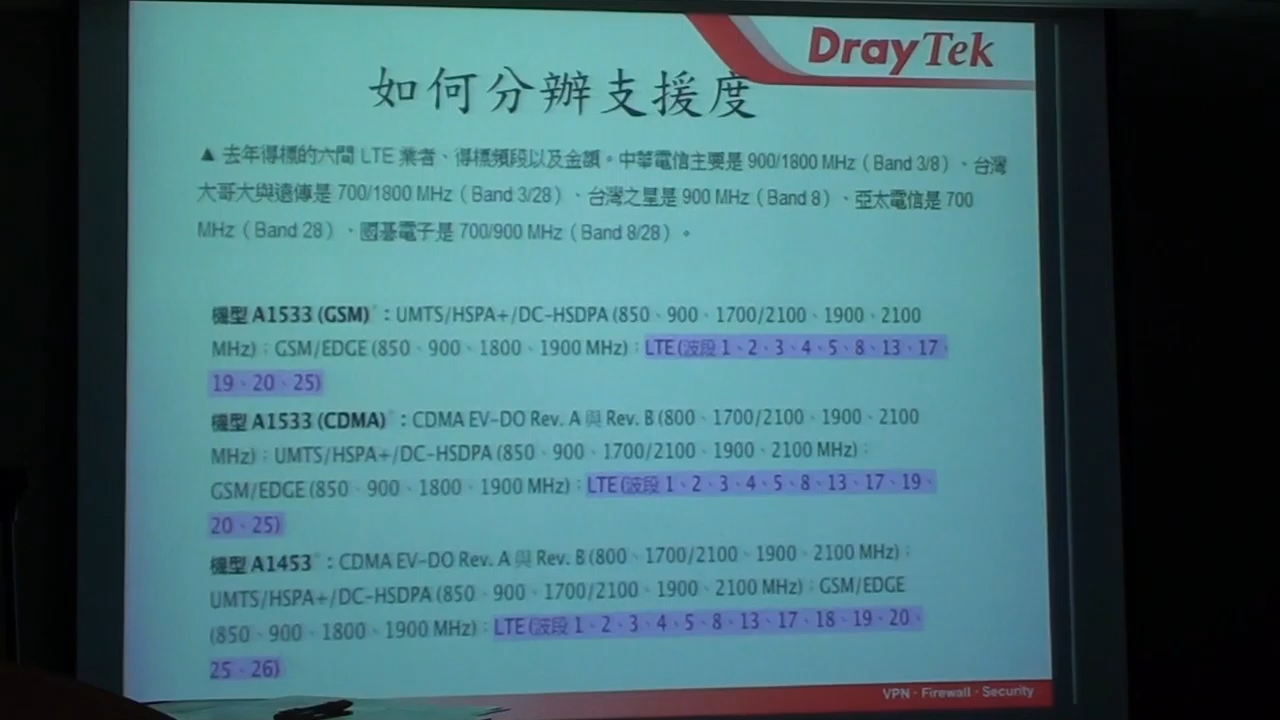 DrayTek
如何分辦支援度
▲ 去年得標的六間 LTE 業者、得標頻段以及金額。中華電信主要是 900/1800 MHz（Band 3/8）、台灣
大哥大與遠傳是 700/1800 MHz（Band 3/28）、台灣之星是 900 MHz（Band 8）、亞太電信是 700
MHz（Band 28）、國碁電子是 700/900 MHz（Band 8/28）。
機型 A1533 (GSM)*：UMTS/HSPA+/DC-HSDPA (850、900、1700/2100、1900、2100
MHz)；GSM/EDGE (850、900、1800、1900 MHz)；LTE (波段 1、2、3、4、5、8、13、17、
19、20、25)
機型 A1533 (CDMA)*：CDMA EV-DO Rev. A 與 Rev. B (800、1700/2100、1900、2100
MHz)；UMTS/HSPA+/DC-HSDPA (850、900、1700/2100、1900、2100 MHz)；
GSM/EDGE (850、900、1800、1900 MHz)；LTE (波段 1、2、3、4、5、8、13、17、19、
20、25)
機型 A1453*：CDMA EV-DO Rev. A 與 Rev. B (800、1700/2100、1900、2100 MHz)；
UMTS/HSPA+/DC-HSDPA (850、900、1700/2100、1900、2100 MHz)；GSM/EDGE
(850、900、1800、1900 MHz)；LTE (波段 1、2、3、4、5、8、13、17、18、19、20、
25、26)
VPN · Firewall · Security